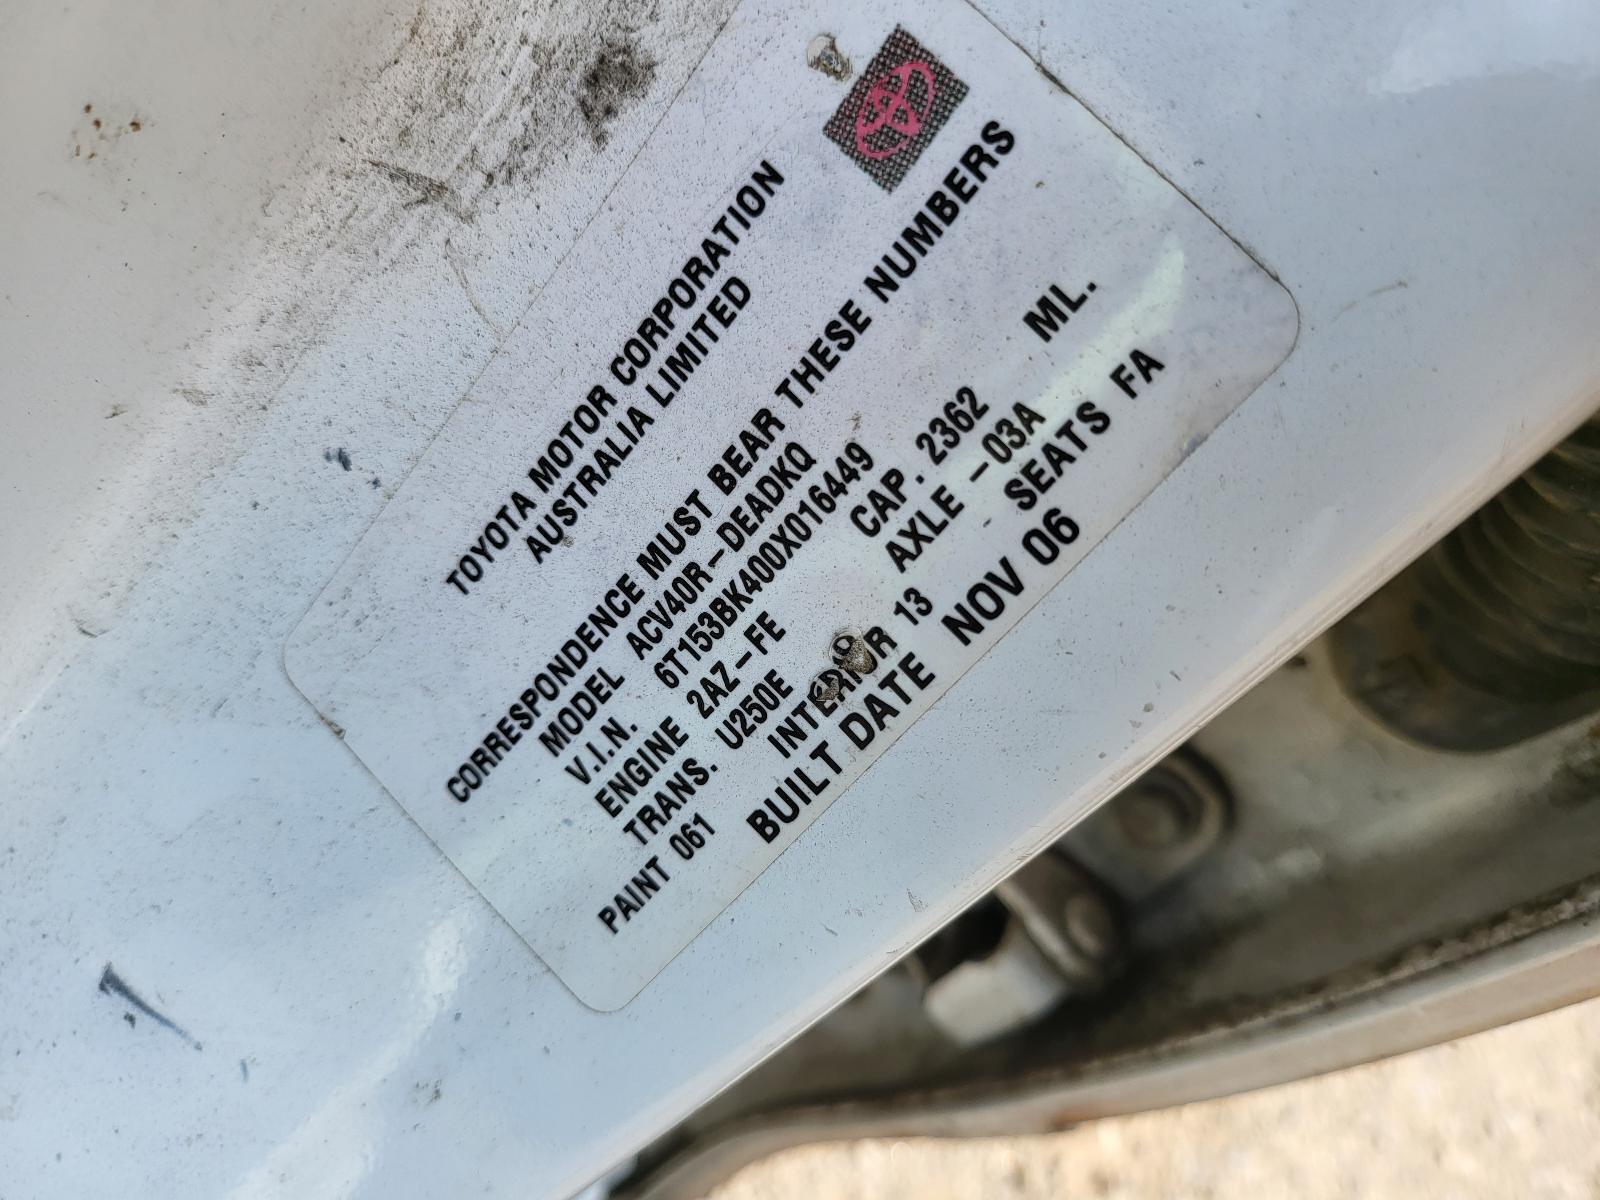 TOYOTA MOTOR CORPORATION
AUSTRALIA LIMITED
CORRESPONDENCE MUST BEAR THESE NUMBERS
MODEL ACV40R-DEADKQ
V.I.N. 6T153BK400X016449
ENGINE 2AZ-FE CAP. 2362 ML.
TRANS. U250E AXLE -03A
PAINT 061 INTERIOR 13 SEATS FA
BUILT DATE NOV 06